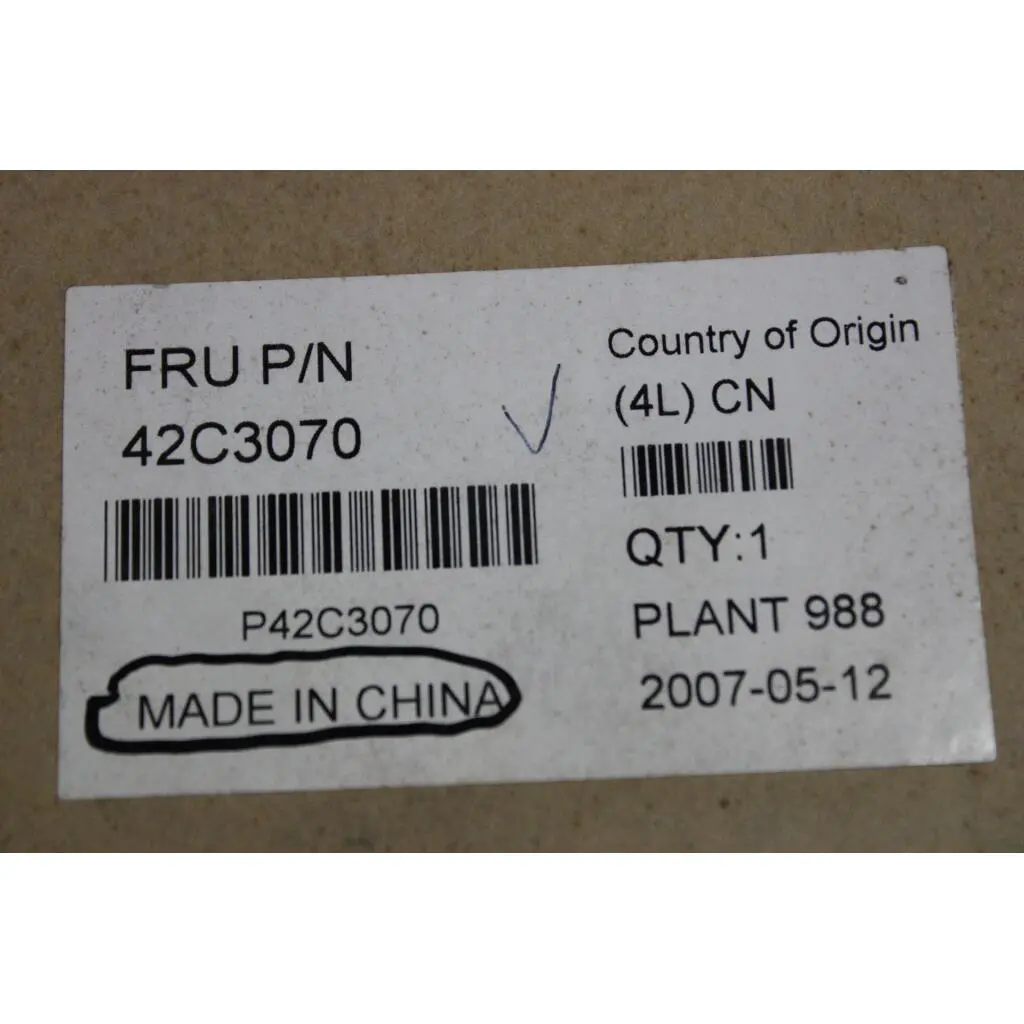 FRU P/N
42C3070
P42C3070
MADE IN CHINA
Country of Origin
(4L) CN
QTY:1
PLANT 988
2007-05-12